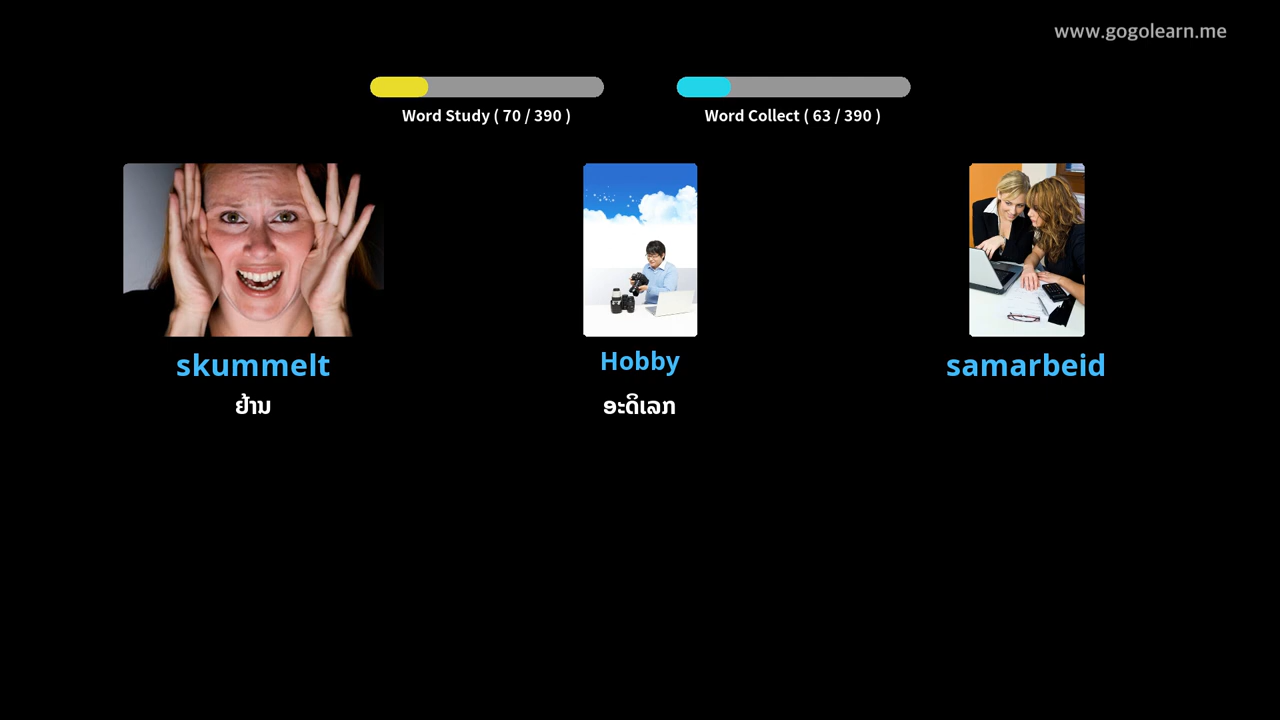 www.gogolearn.me
Word Study ( 70 / 390 )
Word Collect ( 63 / 390 )
skummelt
Hobby
samarbeid
ຢ້ານ
ອະດິເລກ